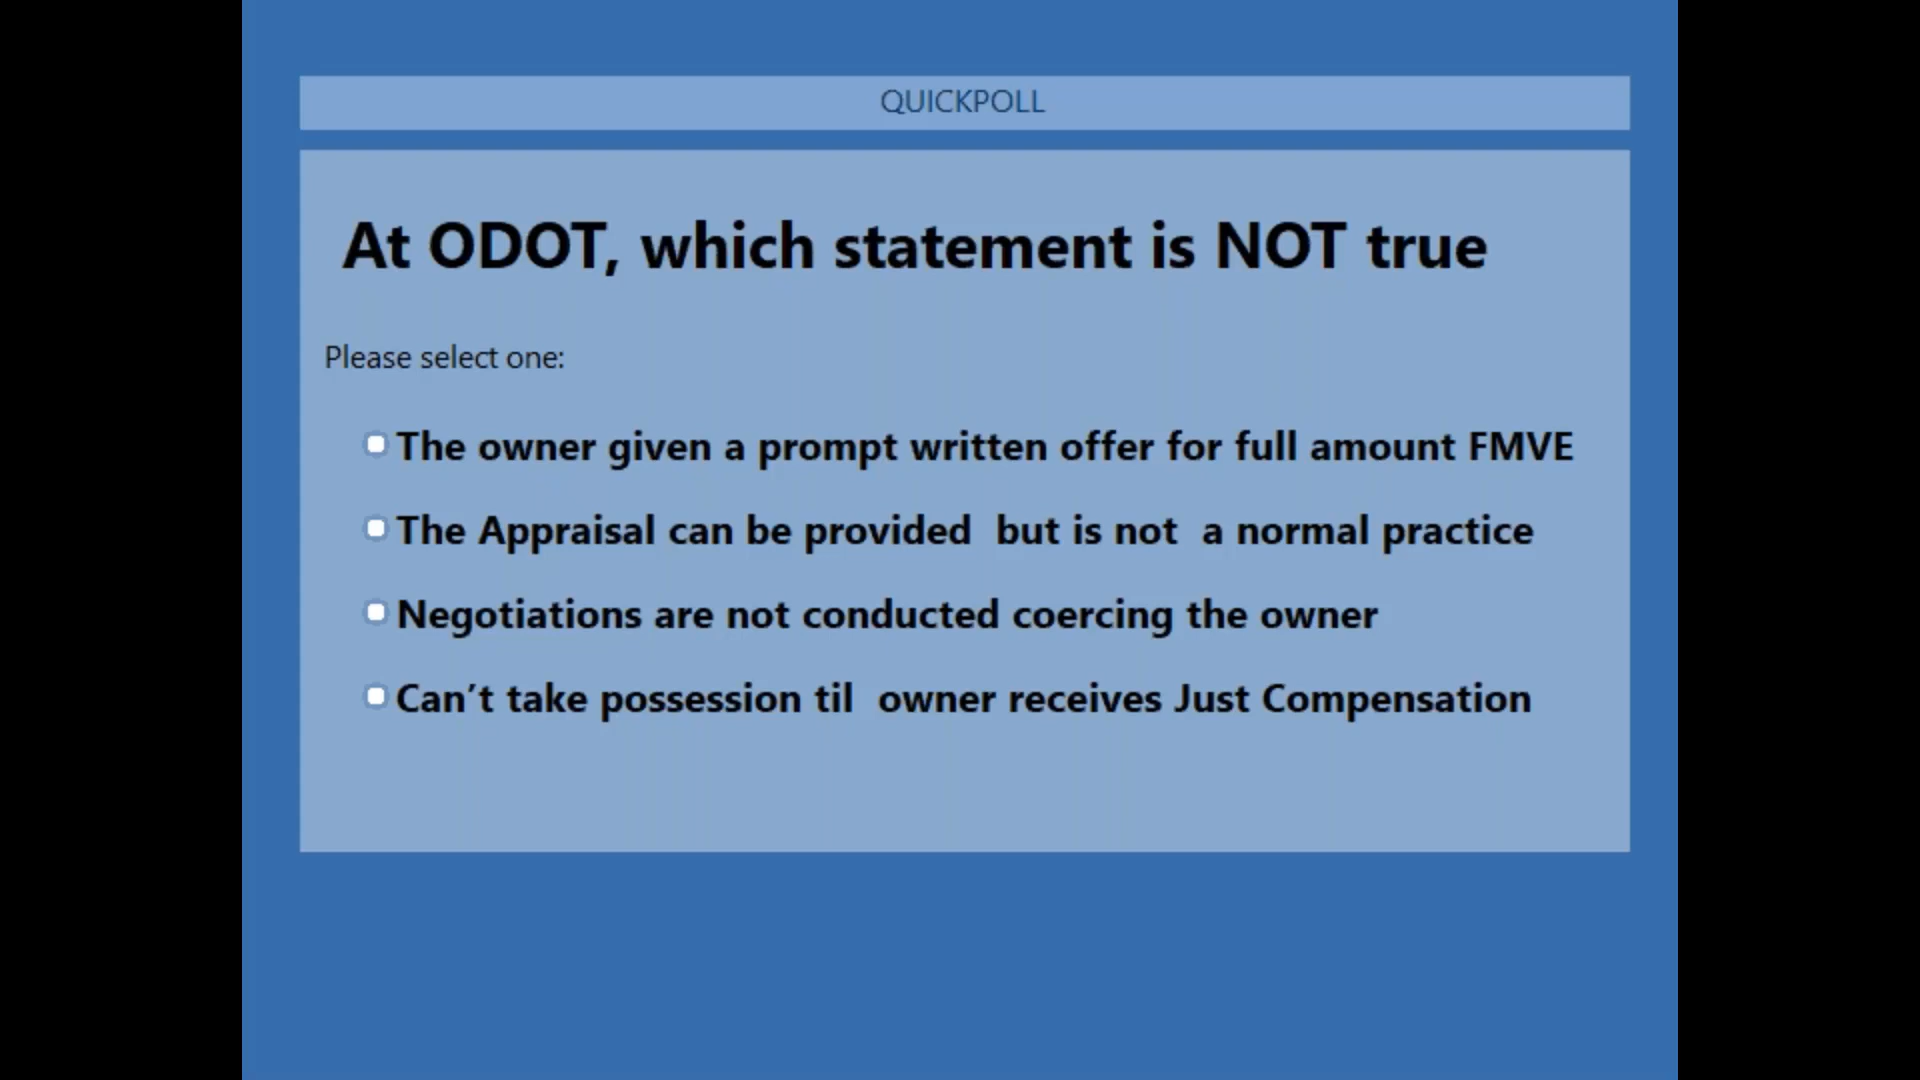 QUICKPOLL
At ODOT, which statement is NOT true
Please select one:
The owner given a prompt written offer for full amount FMVE
The Appraisal can be provided  but is not  a normal practice
Negotiations are not conducted coercing the owner
Can’t take possession til  owner receives Just Compensation